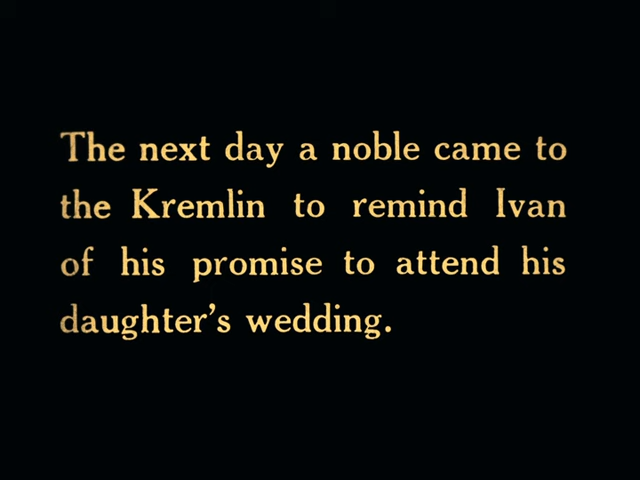 The next day a noble came to
the Kremlin to remind Ivan
of his promise to attend his
daughter's wedding.